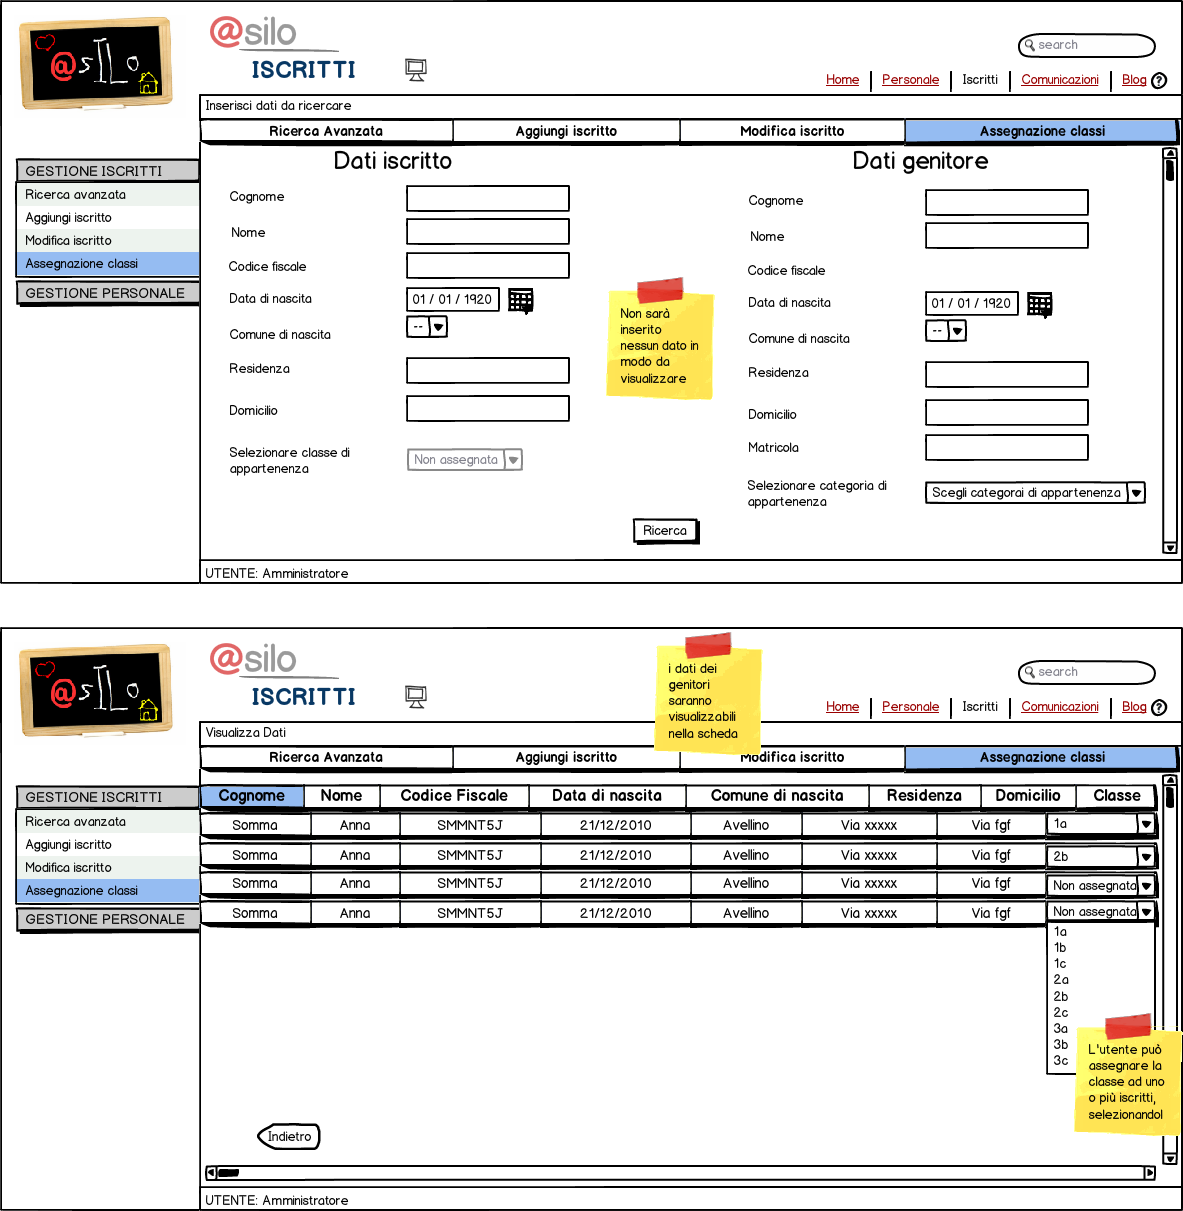 @sILo
@silo
ISCRITTI
search
Home
Personale
Iscritti
Comunicazioni
Blog
?
Inserisci dati da ricercare
Ricerca Avanzata
Aggiungi iscritto
Modifica iscritto
Assegnazione classi
GESTIONE ISCRITTI
Ricerca avanzata
Aggiungi iscritto
Modifica iscritto
Assegnazione classi
GESTIONE PERSONALE
Dati iscritto
Cognome
Nome
Codice fiscale
Data di nascita
01 / 01 / 1920
Comune di nascita
--
Residenza
Domicilio
Selezionare classe di
appartenenza
Non assegnata
Non sarà
inserito
nessun dato in
modo da
visualizzare
Dati genitore
Cognome
Nome
Codice fiscale
Data di nascita
01 / 01 / 1920
Comune di nascita
--
Residenza
Domicilio
Matricola
Selezionare categoria di
appartenenza
Scegli categorai di appartenenza
Ricerca
UTENTE: Amministratore
@sILo
@silo
ISCRITTI
i dati dei
genitori
saranno
visualizzabili
nella scheda
search
Home
Personale
Iscritti
Comunicazioni
Blog
?
Visualizza Dati
Ricerca Avanzata
Aggiungi iscritto
Modifica iscritto
Assegnazione classi
GESTIONE ISCRITTI
Ricerca avanzata
Aggiungi iscritto
Modifica iscritto
Assegnazione classi
GESTIONE PERSONALE
Cognome Nome Codice Fiscale Data di nascita Comune di nascita Residenza Domicilio Classe
Somma Anna SMMNT5J 21/12/2010 Avellino Via xxxxx Via fgf 1a
Somma Anna SMMNT5J 21/12/2010 Avellino Via xxxxx Via fgf 2b
Somma Anna SMMNT5J 21/12/2010 Avellino Via xxxxx Via fgf Non assegnata
Somma Anna SMMNT5J 21/12/2010 Avellino Via xxxxx Via fgf Non assegnata
1a
1b
1c
2a
2b
2c
3a
3b
3c
L'utente può
assegnare la
classe ad uno
o più iscritti,
selezionandol
Indietro
UTENTE: Amministratore